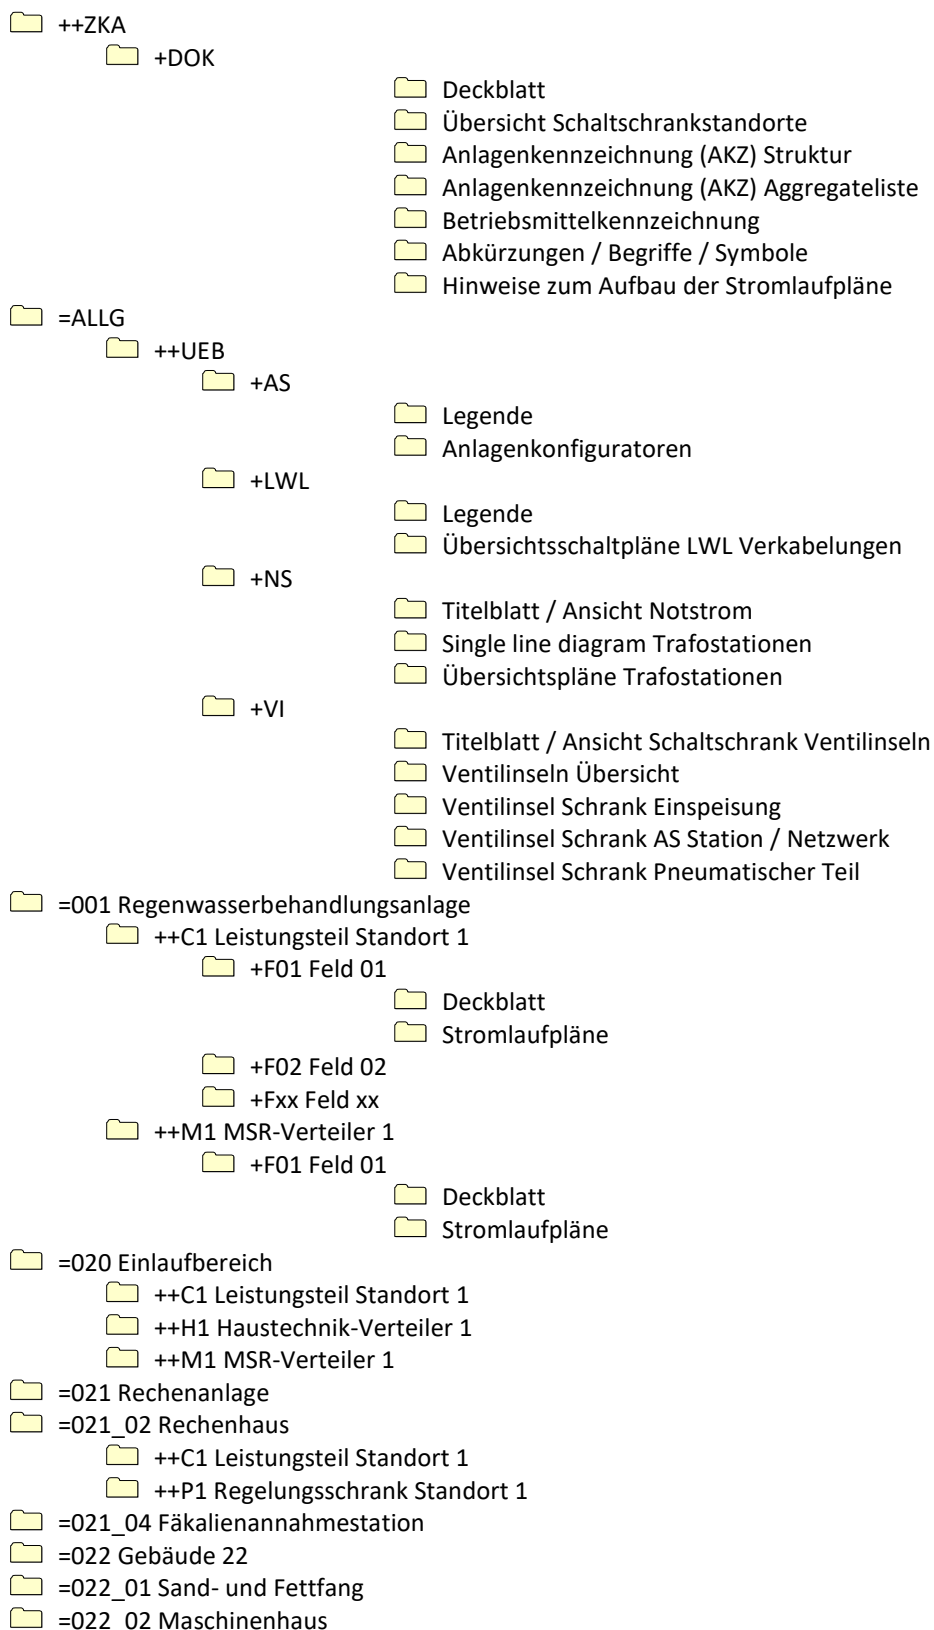 ++ZKA
+DOK
Deckblatt
Übersicht Schaltschrankstandorte
Anlagenkennzeichnung (AKZ) Struktur
Anlagenkennzeichnung (AKZ) Aggregateliste
Betriebsmittelkennzeichnung
Abkürzungen / Begriffe / Symbole
Hinweise zum Aufbau der Stromlaufpläne
=ALLG
++UEB
+AS
Legende
Anlagenkonfiguratoren
+LWL
Legende
Übersichtsschaltpläne LWL Verkabelungen
+NS
Titelblatt / Ansicht Notstrom
Single line diagram Trafostationen
Übersichtspläne Trafostationen
+VI
Titelblatt / Ansicht Schaltschrank Ventilinseln
Ventilinseln Übersicht
Ventilinsel Schrank Einspeisung
Ventilinsel Schrank AS Station / Netzwerk
Ventilinsel Schrank Pneumatischer Teil
=001 Regenwasserbehandlungsanlage
++C1 Leistungsteil Standort 1
+F01 Feld 01
Deckblatt
Stromlaufpläne
+F02 Feld 02
+Fxx Feld xx
++M1 MSR-Verteiler 1
+F01 Feld 01
Deckblatt
Stromlaufpläne
=020 Einlaufbereich
++C1 Leistungsteil Standort 1
++H1 Haustechnik-Verteiler 1
++M1 MSR-Verteiler 1
=021 Rechenanlage
=021_02 Rechenhaus
++C1 Leistungsteil Standort 1
++P1 Regelungsschrank Standort 1
=021_04 Fäkalienannahmestation
=022 Gebäude 22
=022_01 Sand- und Fettfang
=022_02 Maschinenhaus